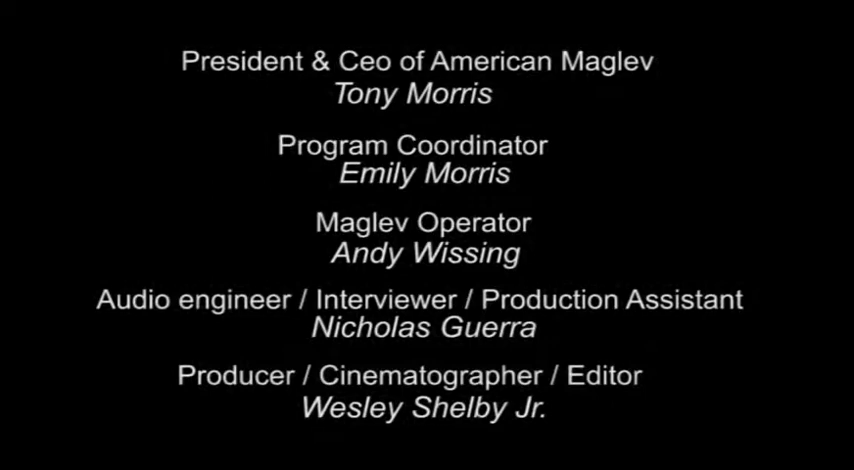 President & Ceo of American Maglev
Tony Morris
Program Coordinator
Emily Morris
Maglev Operator
Andy Wissing
Audio engineer / Interviewer / Production Assistant
Nicholas Guerra
Producer / Cinematographer / Editor
Wesley Shelby Jr.